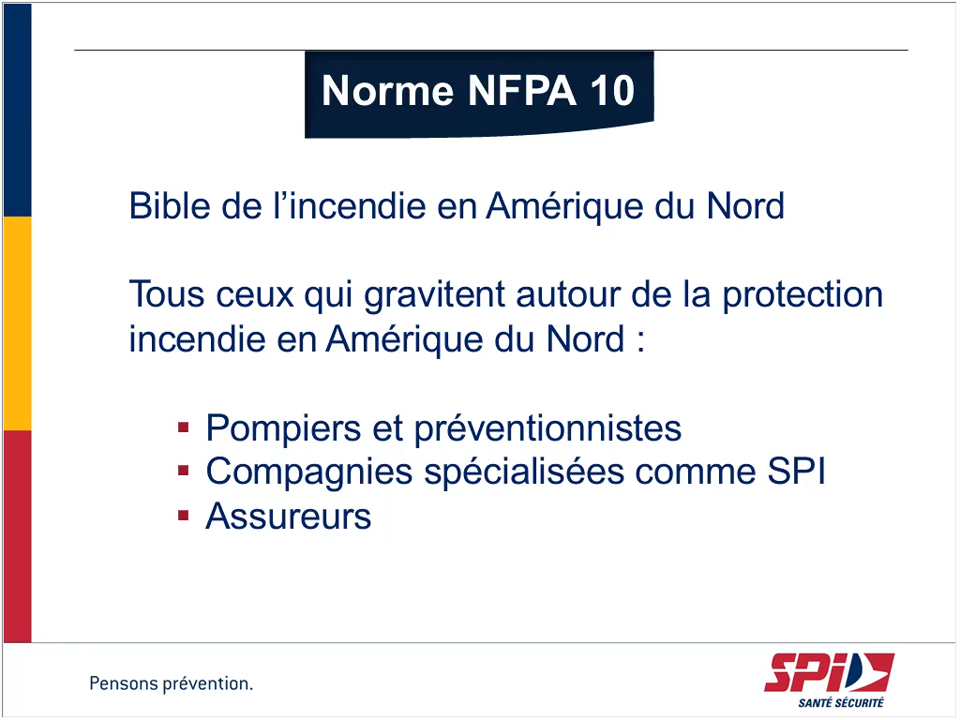 Norme NFPA 10
Bible de l’incendie en Amérique du Nord
Tous ceux qui gravitent autour de la protection
incendie en Amérique du Nord :
▪ Pompiers et préventionnistes
▪ Compagnies spécialisées comme SPI
▪ Assureurs
Pensons prévention.
SPI
SANTÉ SÉCURITÉ